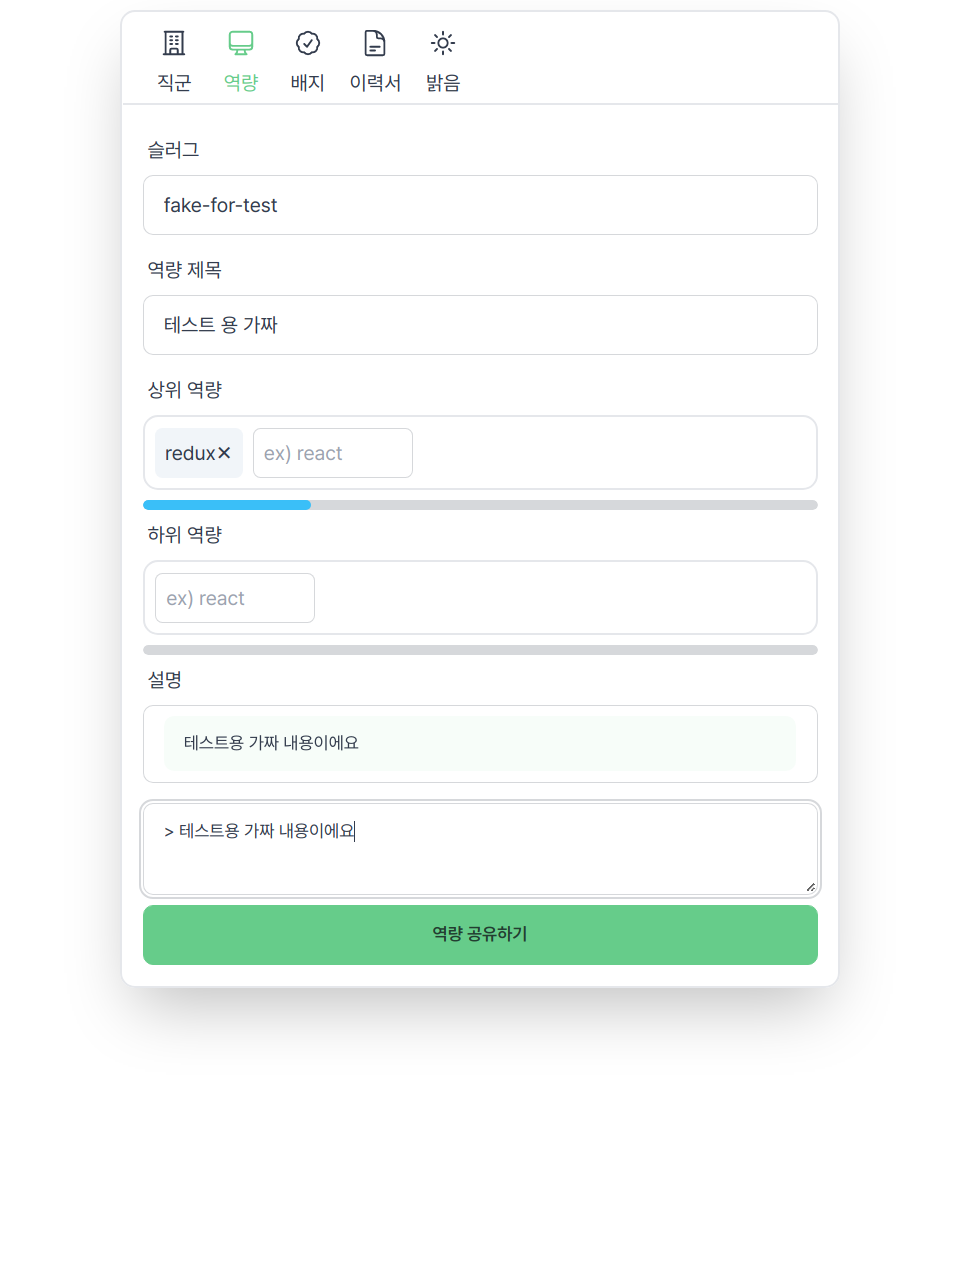 직군 역량 배지 이력서 밝음
슬러그
fake-for-test
역량 제목
테스트 용 가짜
상위 역량
redux✕ ex) react
하위 역량
ex) react
설명
테스트용 가짜 내용이에요
> 테스트용 가짜 내용이에요
역량 공유하기